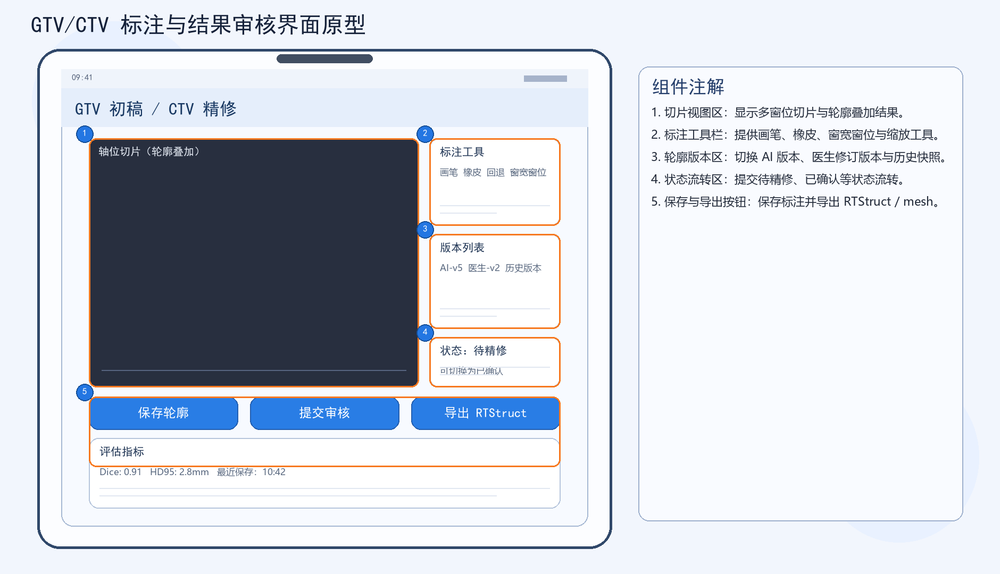 GTV/CTV 标注与结果审核界面原型
09:41
GTV 初稿 / CTV 精修
1
轴位切片（轮廓叠加）
2
标注工具
画笔 橡皮 回退 窗宽窗位
3
版本列表
AI-v5 医生-v2 历史版本
4
状态：待精修
可切换为已确认
5
保存轮廓
提交审核
导出 RTStruct
评估指标
Dice: 0.91 HD95: 2.8mm 最近保存：10:42
组件注解
1. 切片视图区：显示多窗位切片与轮廓叠加结果。
2. 标注工具栏：提供画笔、橡皮、窗宽窗位与缩放工具。
3. 轮廓版本区：切换 AI 版本、医生修订版本与历史快照。
4. 状态流转区：提交待精修、已确认等状态流转。
5. 保存与导出按钮：保存标注并导出 RTStruct / mesh。